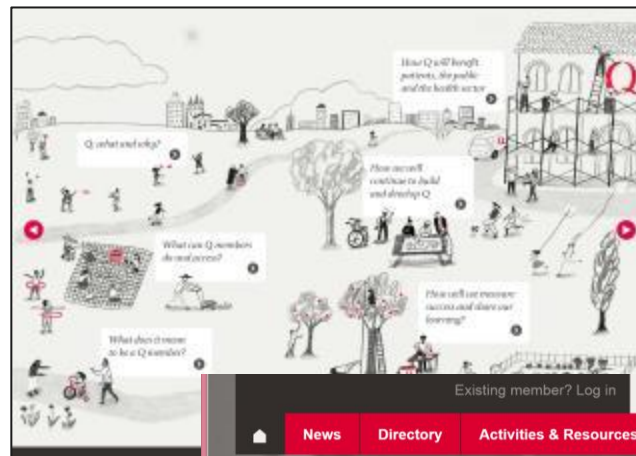 How Q will benefit
patients, the public
and the health sector
Q
Q, what and why?
Q
How we will
continue to build
and develop Q
What can Q members
do and access?
How will we measure
success and share our
learning?
What does it mean
to be a Q member?
Existing member? Log in
News Directory Activities & Resources